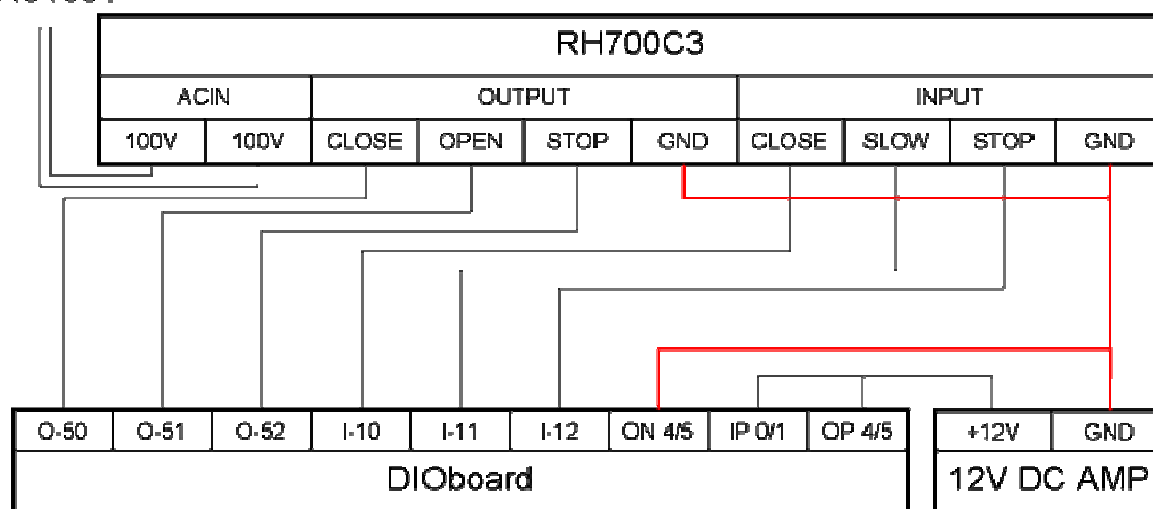 RH700C3
ACIN OUTPUT INPUT
100V 100V CLOSE OPEN STOP GND CLOSE SLOW STOP GND
O-50 O-51 O-52 I-10 I-11 I-12 ON 4/5 IP 0/1 OP 4/5 +12V GND
DIOboard 12V DC AMP